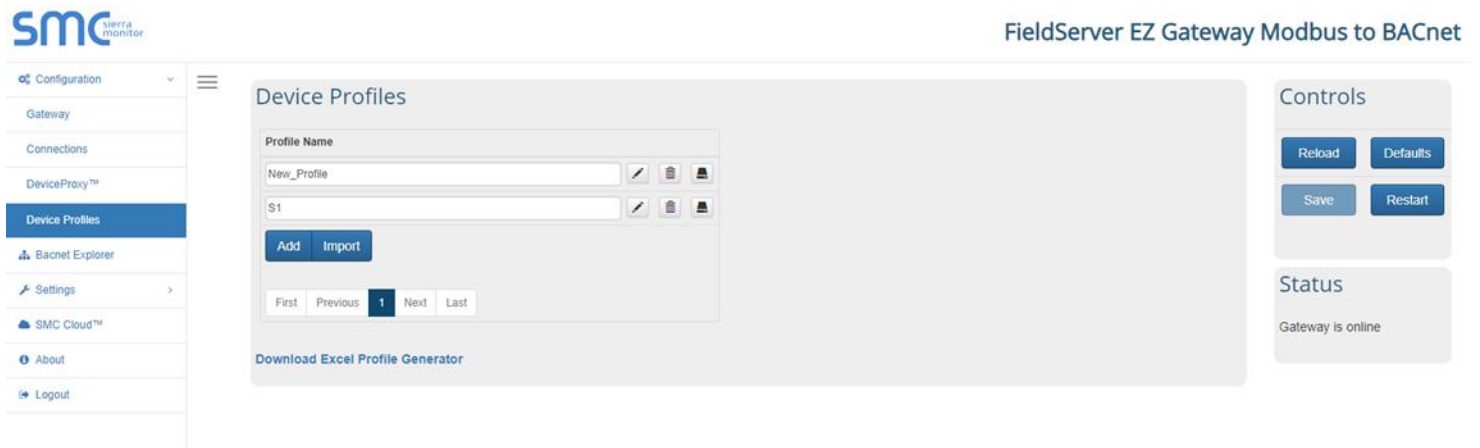 SMC sierra monitor
FieldServer EZ Gateway Modbus to BACnet
Configuration
Gateway
Connections
DeviceProxy™
Device Profiles
Bacnet Explorer
Settings
SMC Cloud™
About
Logout
Device Profiles
Profile Name
New_Profile
S1
Add Import
First Previous 1 Next Last
Download Excel Profile Generator
Controls
Reload Defaults
Save Restart
Status
Gateway is online